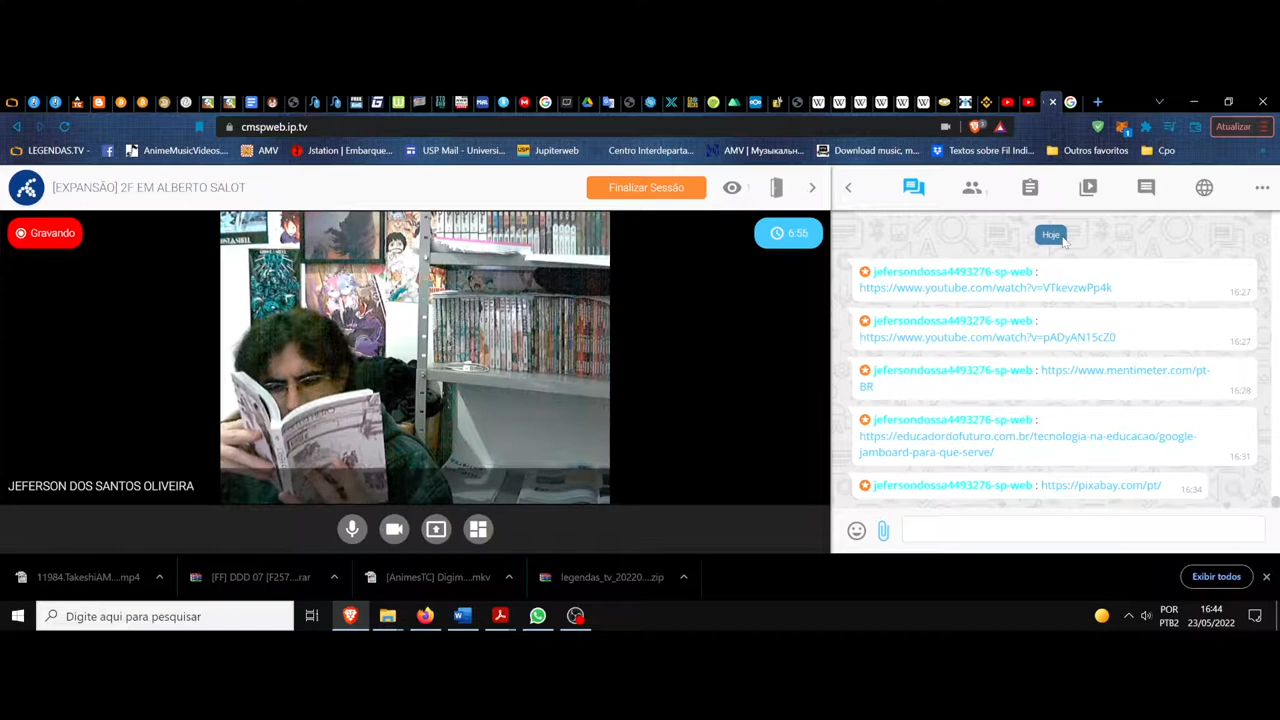 cmspweb.ip.tv
Atualizar
LEGENDAS.TV -
AnimeMusicVideos...
AMV
Jstation | Embarque...
USP Mail - Universi...
Jupiterweb
Centro Interdeparta...
AMV | Музыкальн...
Download music, m...
Textos sobre Fil Indi...
Outros favoritos
Cpo
[EXPANSÃO] 2F EM ALBERTO SALOT
Finalizar Sessão
1
1
Gravando
6:55
JEFERSON DOS SANTOS OLIVEIRA
Hoje
jefersondossa4493276-sp-web :
https://www.youtube.com/watch?v=VTkevzwPp4k
16:27
jefersondossa4493276-sp-web :
https://www.youtube.com/watch?v=pADyAN15cZ0
16:27
jefersondossa4493276-sp-web : https://www.mentimeter.com/pt-
BR
16:28
jefersondossa4493276-sp-web :
https://educadordofuturo.com.br/tecnologia-na-educacao/google-
jamboard-para-que-serve/
16:31
jefersondossa4493276-sp-web : https://pixabay.com/pt/
16:34
11984.TakeshiAM....mp4
[FF] DDD 07 [F257....rar
[AnimesTC] Digim...mkv
legendas_tv_20220...zip
Exibir todos
Digite aqui para pesquisar
POR
PTB2
16:44
23/05/2022